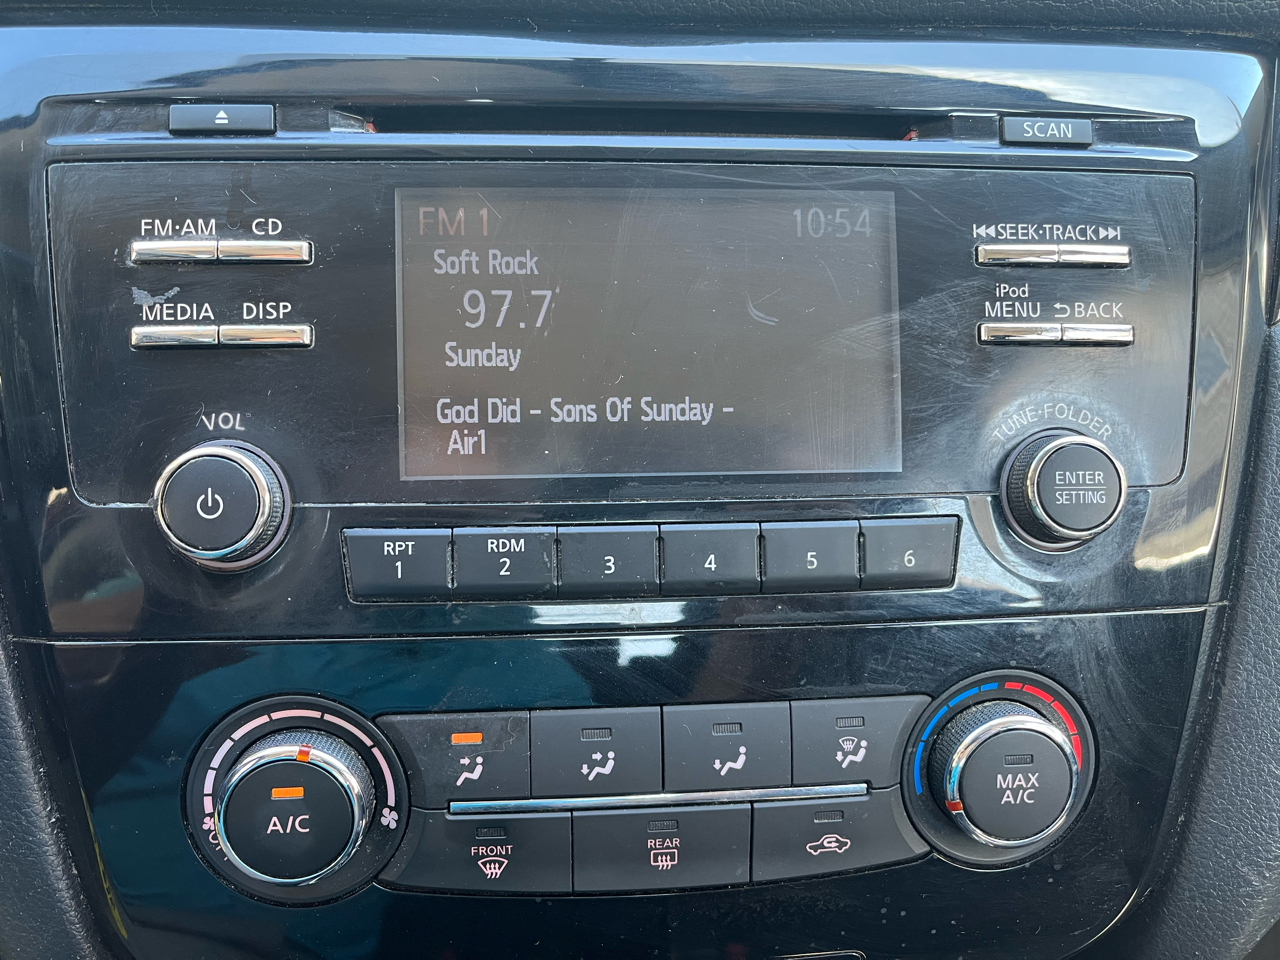 SCAN
FM·AM CD
SEEK·TRACK
MEDIA DISP
iPod
MENU BACK
FM 1 10:54
Soft Rock
97.7
Sunday
God Did - Sons Of Sunday -
Air1
VOL
TUNE·FOLDER
ENTER
SETTING
RPT
1
RDM
2
3
4
5
6
A/C
MAX
A/C
FRONT
REAR